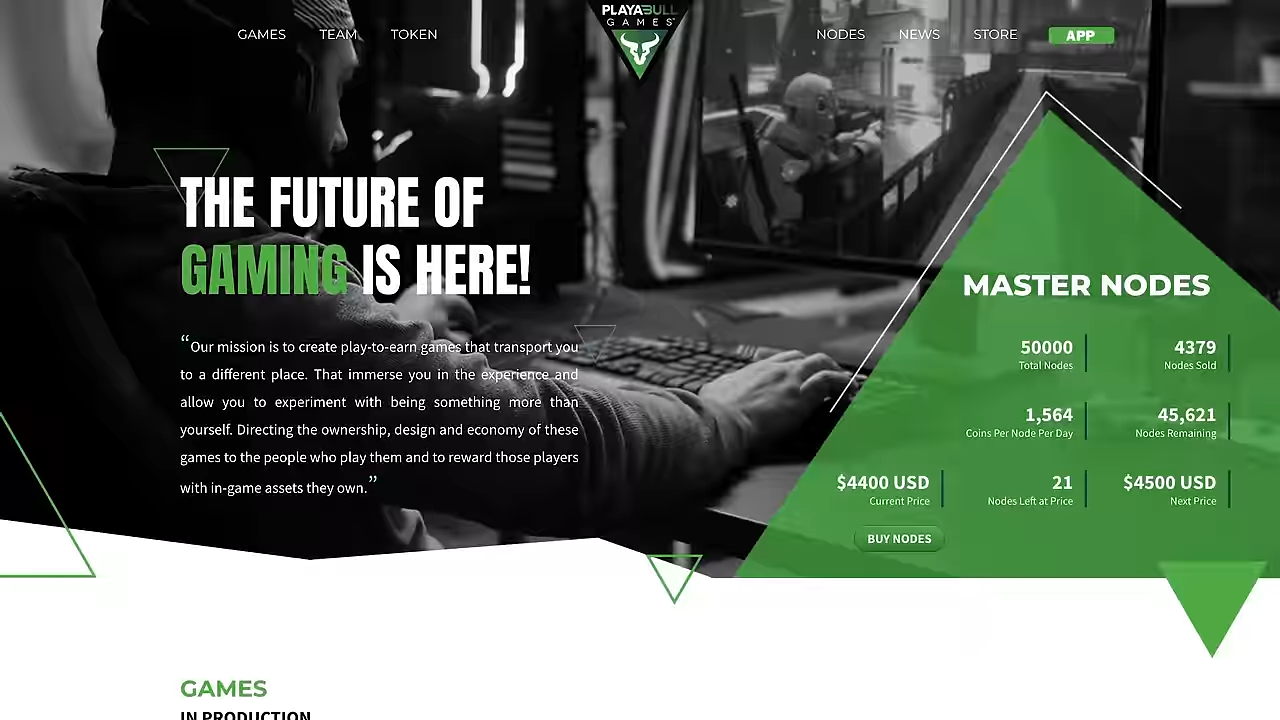 PLAYABULL
GAMES
GAMES TEAM TOKEN
NODES NEWS STORE APP
THE FUTURE OF
GAMING IS HERE!
“Our mission is to create play-to-earn games that transport you
to a different place. That immerse you in the experience and
allow you to experiment with being something more than
yourself. Directing the ownership, design and economy of these
games to the people who play them and to reward those players
with in-game assets they own.”
MASTER NODES
50000
Total Nodes
4379
Nodes Sold
1,564
Coins Per Node Per Day
45,621
Nodes Remaining
$4400 USD
Current Price
21
Nodes Left at Price
$4500 USD
Next Price
BUY NODES
GAMES
IN PRODUCTION